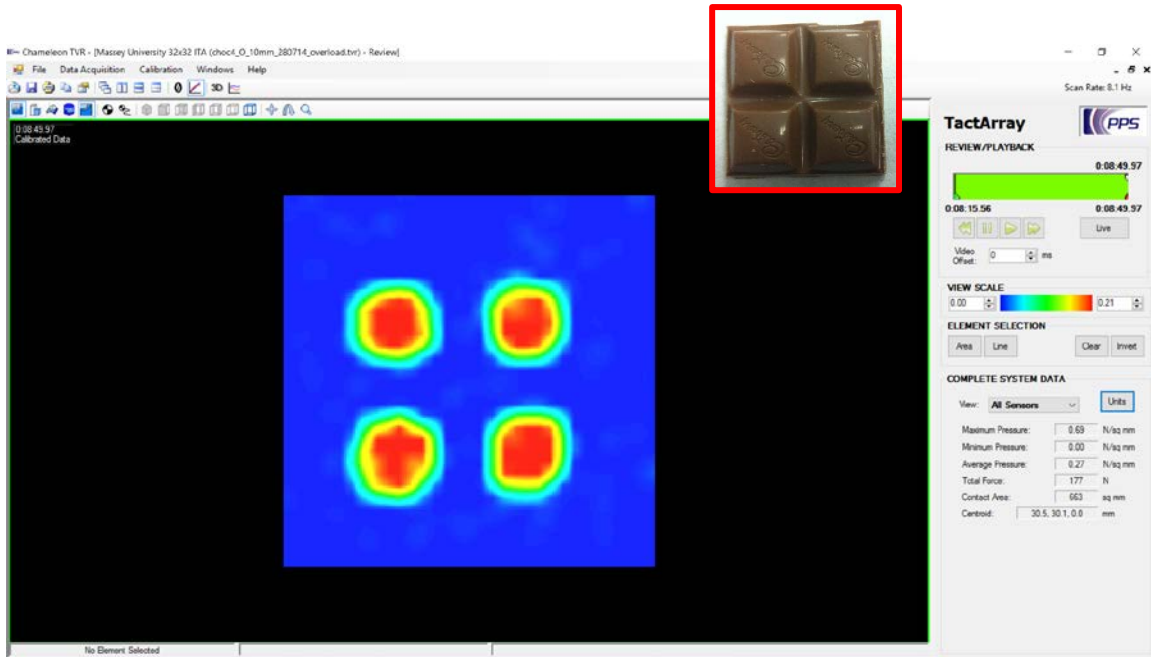 Chameleon TVR - [Massey University 32x32 ITA (choc4_O_10mm_280714_overload.tvr) - Review]
File Data Acquisition Calibration Windows Help
3D
Scan Rate: 8.1 Hz
0:08:49.97
Calibrated Data
TactArray
PPS
REVIEW/PLAYBACK
0:08:49.97
0:08:15.56 0:08:49.97
Live
Video Offset: 0 ms
VIEW SCALE
0.00 0.21
ELEMENT SELECTION
Area Line Clear Invert
COMPLETE SYSTEM DATA
View: All Sensors Units
Maximum Pressure: 0.69 N/sq mm
Minimum Pressure: 0.00 N/sq mm
Average Pressure: 0.27 N/sq mm
Total Force: 177 N
Contact Area: 663 sq mm
Centroid: 30.5, 30.1, 0.0 mm
No Element Selected